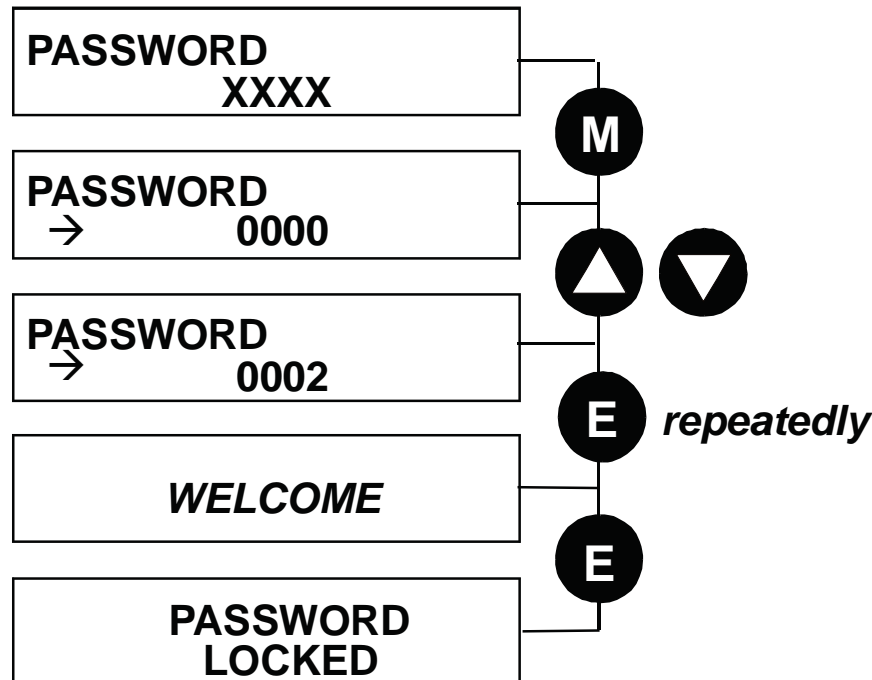 PASSWORD
XXXX
M
PASSWORD
→ 0000
PASSWORD
→ 0002
E repeatedly
WELCOME
E
PASSWORD
LOCKED